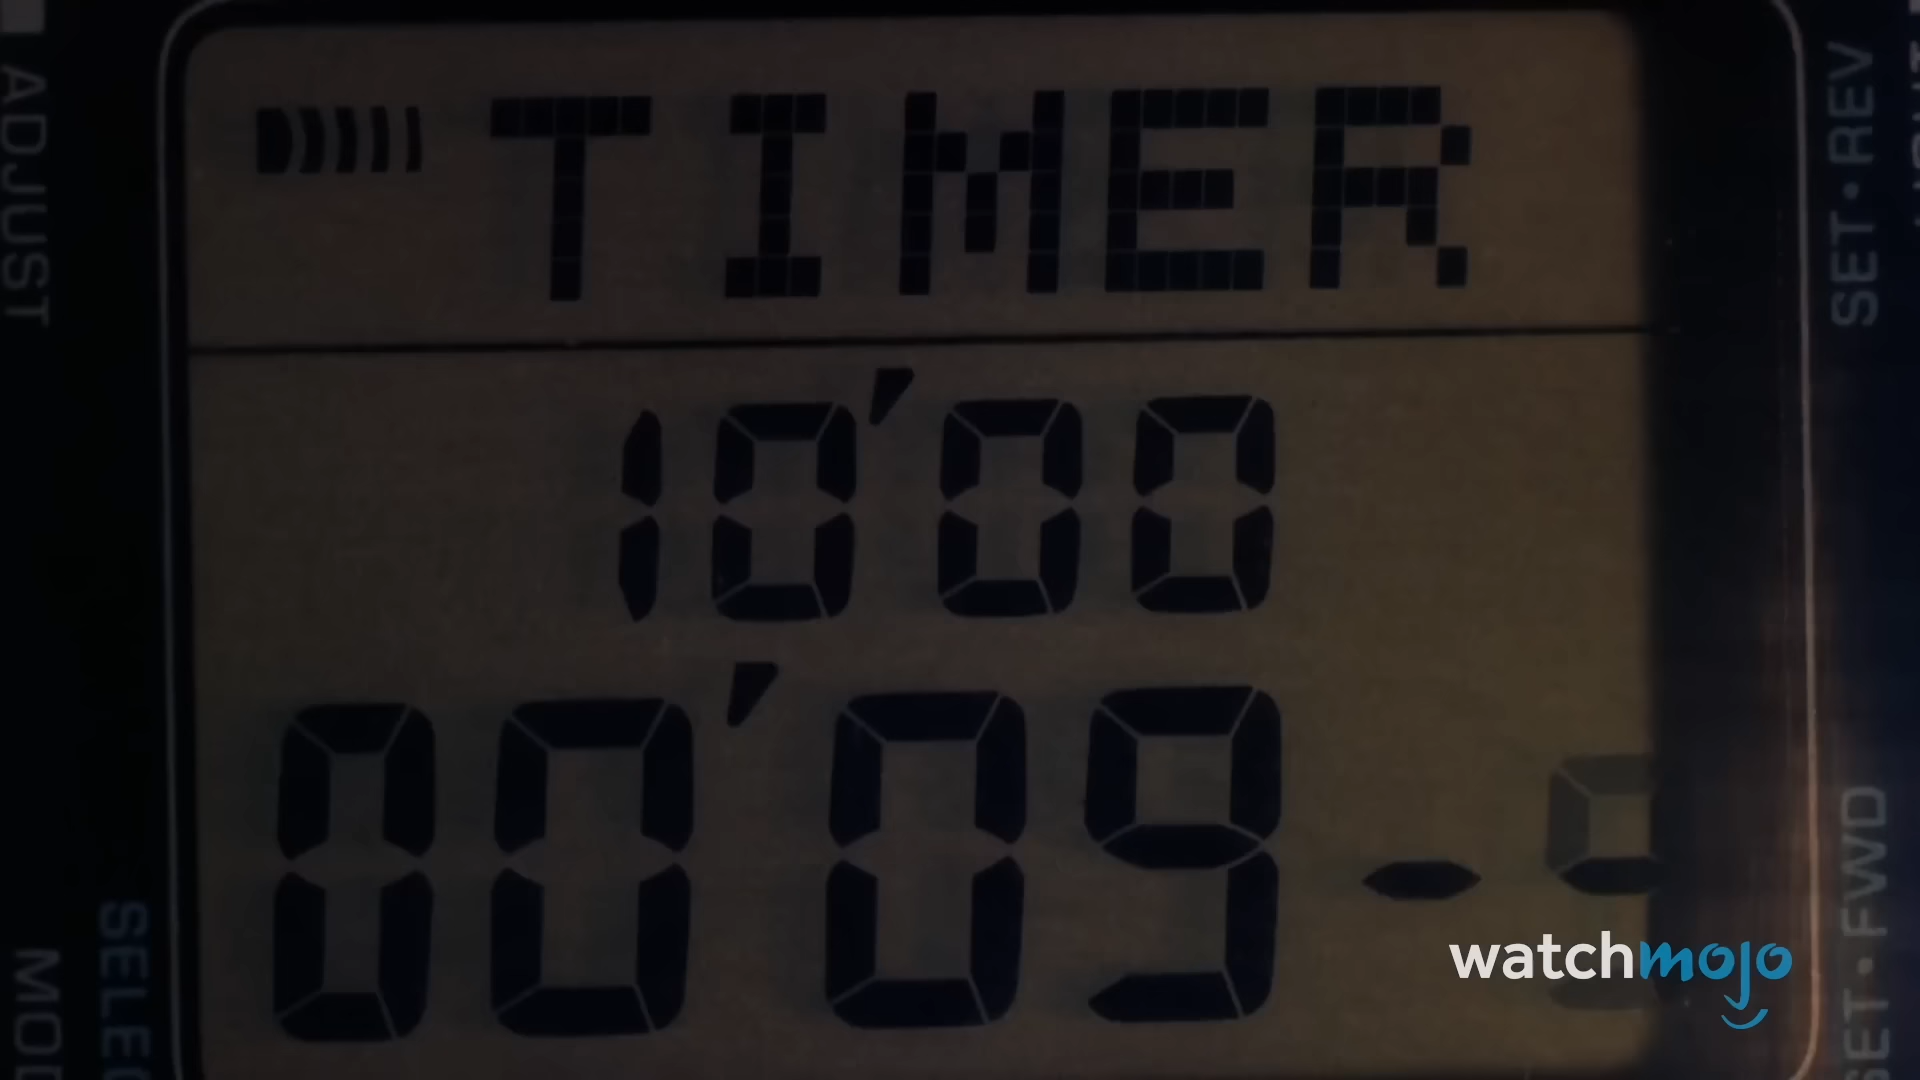 TIMER
10'00
00'09-
ADJUST
SET·REV
SET·FWD
watchmojo